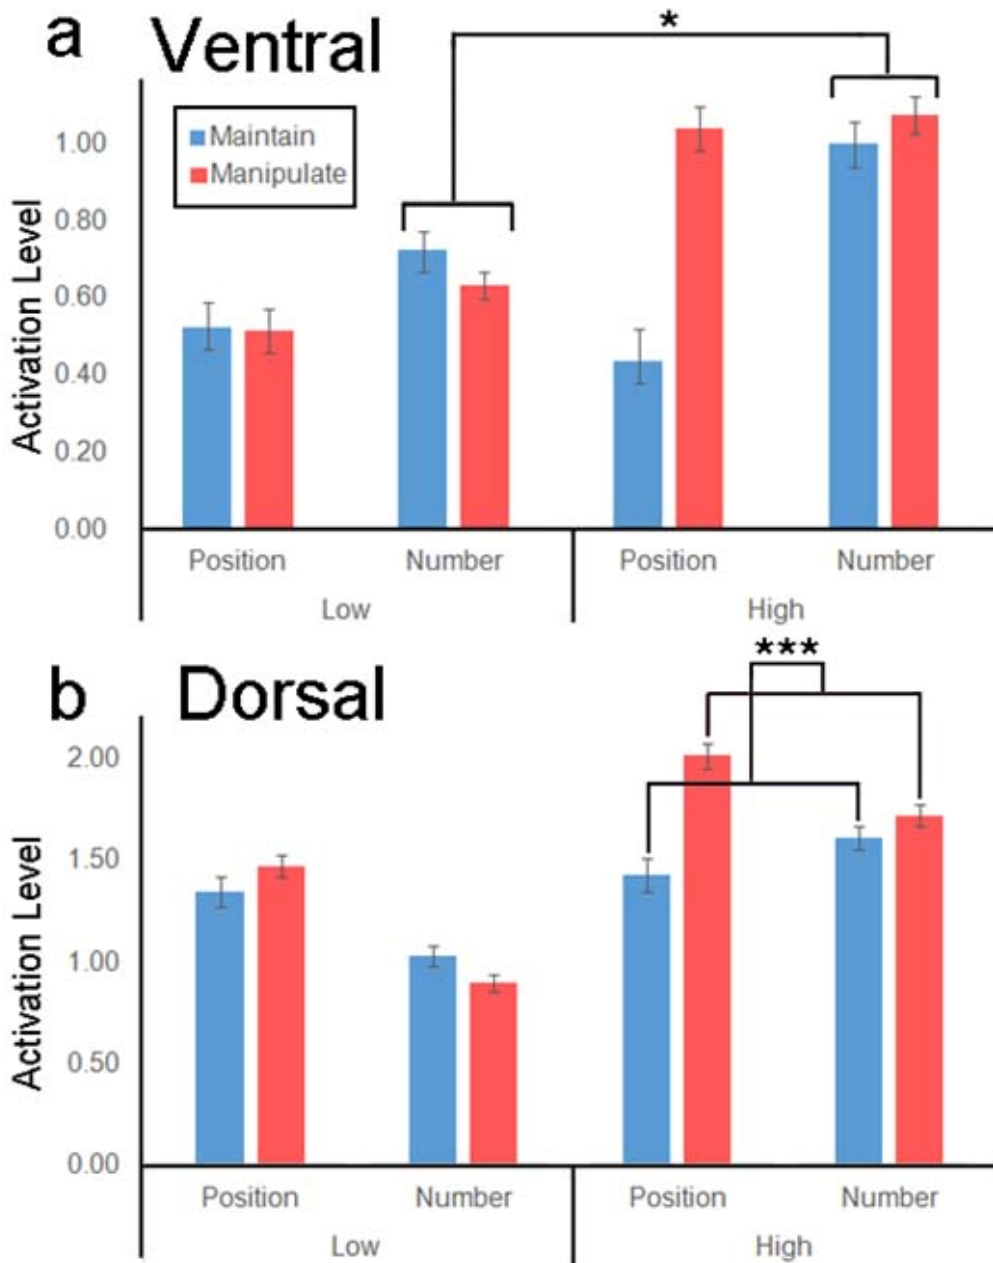 a Ventral
*
Maintain
Manipulate
Activation Level
1.00
0.80
0.60
0.40
0.20
0.00
Position Number Position Number
Low High
b Dorsal
***
Activation Level
2.00
1.50
1.00
0.50
0.00
Position Number Position Number
Low High